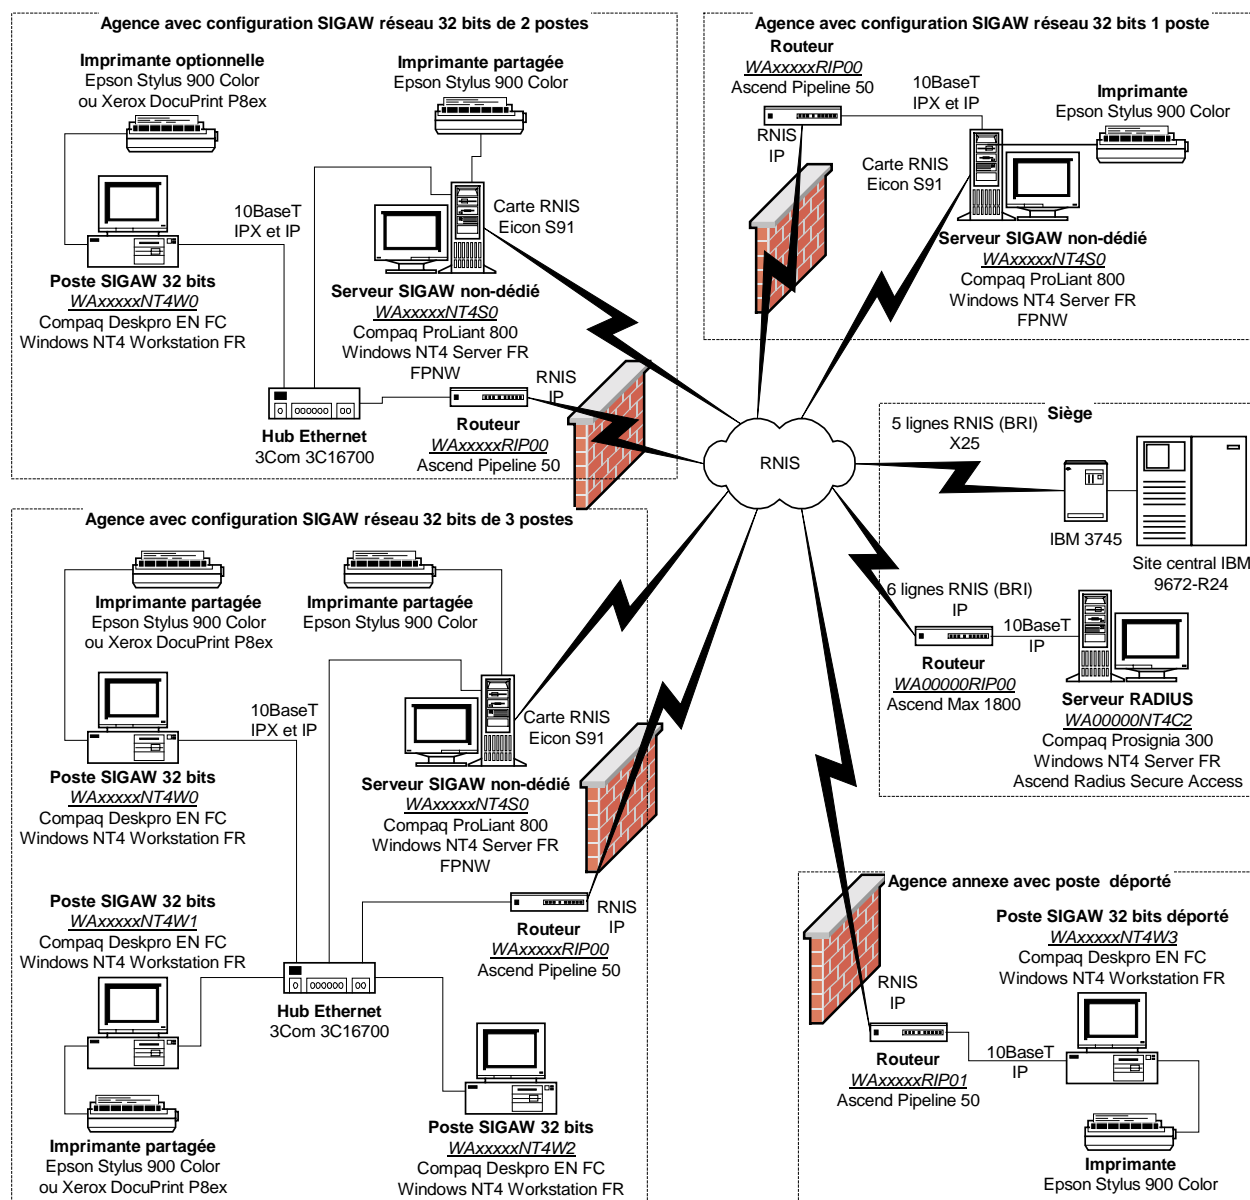 Agence avec configuration SIGAW réseau 32 bits de 2 postes
Imprimante optionnelle
Epson Stylus 900 Color
ou Xerox DocuPrint P8ex
Imprimante partagée
Epson Stylus 900 Color
10BaseT
IPX et IP
Carte RNIS
Eicon S91
Poste SIGAW 32 bits
WAxxxxxNT4W0
Compaq Deskpro EN FC
Windows NT4 Workstation FR
Serveur SIGAW non-dédié
WAxxxxxNT4S0
Compaq ProLiant 800
Windows NT4 Server FR
FPNW
RNIS
IP
Hub Ethernet
3Com 3C16700
Routeur
WAxxxxxRIP00
Ascend Pipeline 50
Agence avec configuration SIGAW réseau 32 bits 1 poste
Routeur
WAxxxxxRIP00
Ascend Pipeline 50
10BaseT
IPX et IP
Imprimante
Epson Stylus 900 Color
RNIS
IP
Carte RNIS
Eicon S91
Serveur SIGAW non-dédié
WAxxxxxNT4S0
Compaq ProLiant 800
Windows NT4 Server FR
FPNW
RNIS
Siège
5 lignes RNIS (BRI)
X25
IBM 3745
Site central IBM
9672-R24
6 lignes RNIS (BRI)
IP
10BaseT
IP
Routeur
WA00000RIP00
Ascend Max 1800
Serveur RADIUS
WA00000NT4C2
Compaq Prosignia 300
Windows NT4 Server FR
Ascend Radius Secure Access
Agence avec configuration SIGAW réseau 32 bits de 3 postes
Imprimante partagée
Epson Stylus 900 Color
ou Xerox DocuPrint P8ex
Imprimante partagée
Epson Stylus 900 Color
10BaseT
IPX et IP
Carte RNIS
Eicon S91
Poste SIGAW 32 bits
WAxxxxxNT4W0
Compaq Deskpro EN FC
Windows NT4 Workstation FR
Serveur SIGAW non-dédié
WAxxxxxNT4S0
Compaq ProLiant 800
Windows NT4 Server FR
FPNW
Poste SIGAW 32 bits
WAxxxxxNT4W1
Compaq Deskpro EN FC
Windows NT4 Workstation FR
RNIS
IP
Routeur
WAxxxxxRIP00
Ascend Pipeline 50
Hub Ethernet
3Com 3C16700
Imprimante partagée
Epson Stylus 900 Color
ou Xerox DocuPrint P8ex
Poste SIGAW 32 bits
WAxxxxxNT4W2
Compaq Deskpro EN FC
Windows NT4 Workstation FR
Agence annexe avec poste  déporté
Poste SIGAW 32 bits déporté
WAxxxxxNT4W3
Compaq Deskpro EN FC
Windows NT4 Workstation FR
RNIS
IP
10BaseT
IP
Routeur
WAxxxxxRIP01
Ascend Pipeline 50
Imprimante
Epson Stylus 900 Color